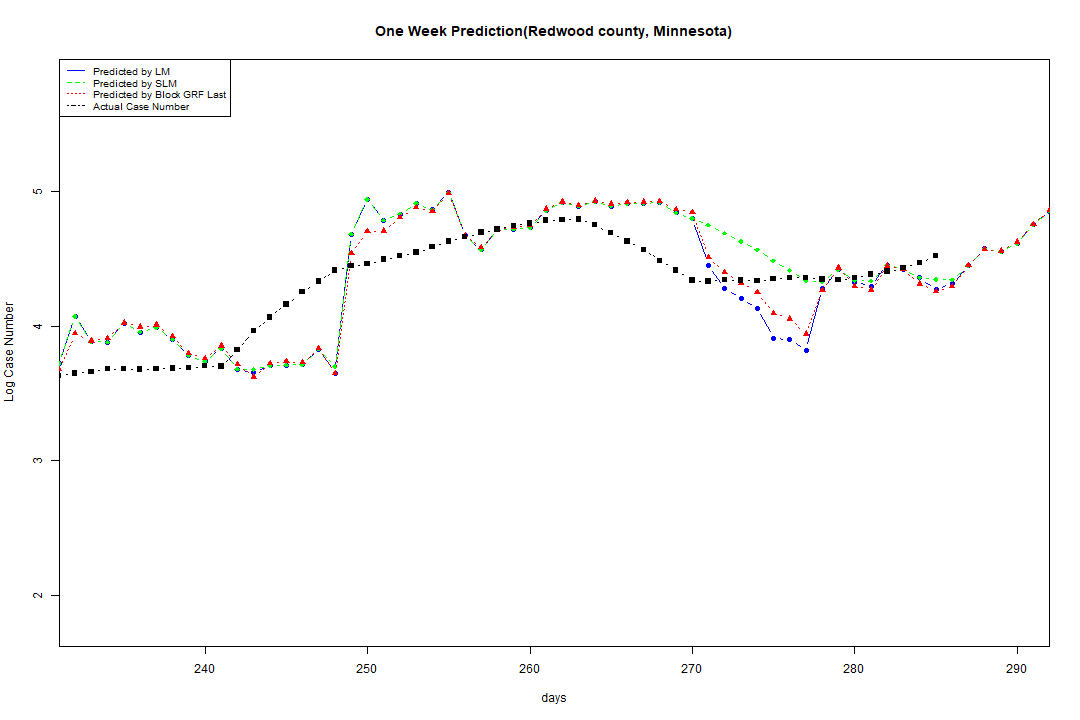 One Week Prediction(Redwood county, Minnesota)
Predicted by LM
Predicted by SLM
Predicted by Block GRF Last
Actual Case Number
5
4
3
2
Log Case Number
240 250 260 270 280 290
days